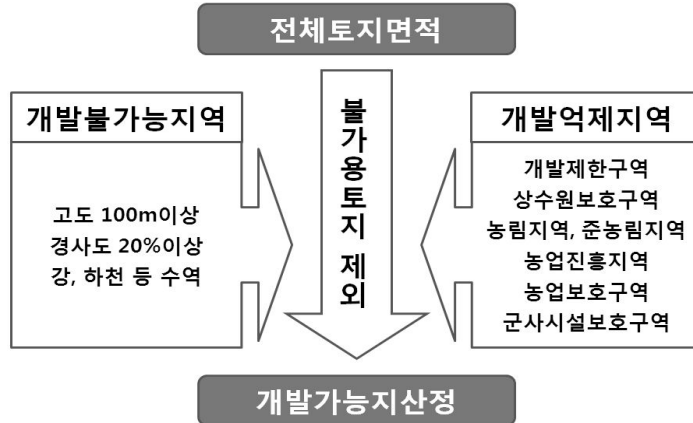 전체토지면적
개발불가능지역
고도 100m이상
경사도 20%이상
강, 하천 등 수역
불가용토지 제외
개발억제지역
개발제한구역
상수원보호구역
농림지역, 준농림지역
농업진흥지역
농업보호구역
군사시설보호구역
개발가능지산정